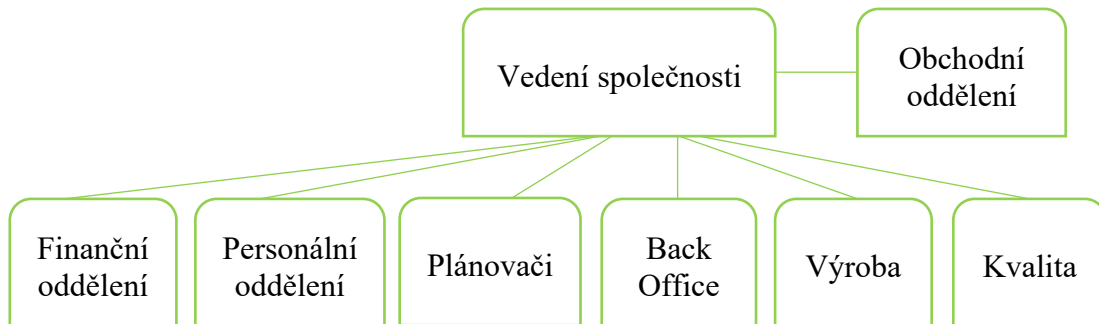 Vedení společnosti
Obchodní
oddělení
Finanční
oddělení
Personální
oddělení
Plánovači
Back
Office
Výroba
Kvalita